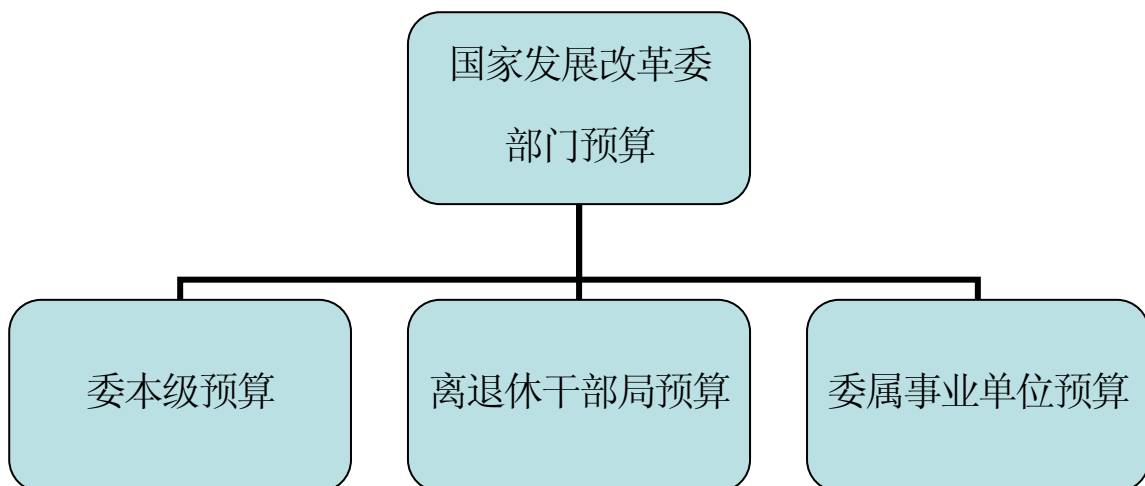 国家发展改革委
部门预算
委本级预算
离退休干部局预算
委属事业单位预算